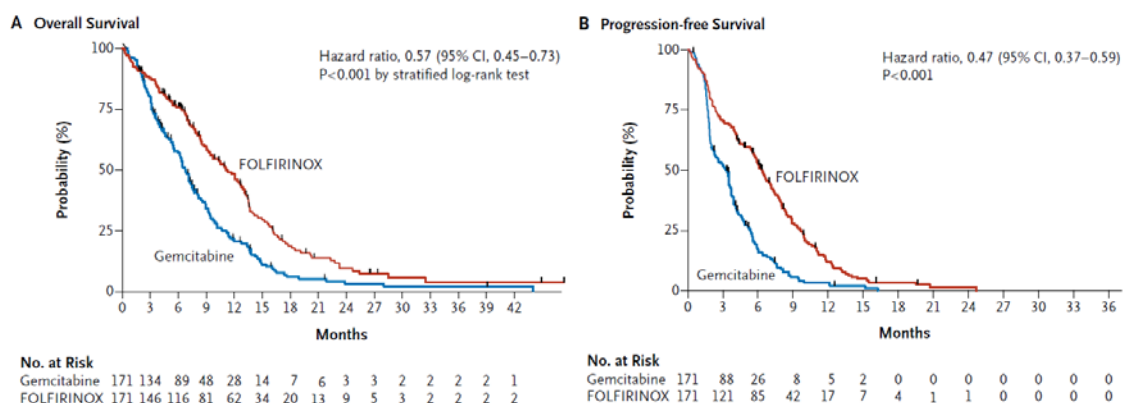 A Overall Survival
100
75
50
25
0
Probability (%)
Hazard ratio, 0.57 (95% CI, 0.45–0.73)
P<0.001 by stratified log-rank test
FOLFIRINOX
Gemcitabine
0 3 6 9 12 15 18 21 24 27 30 33 36 39 42
Months
No. at Risk
Gemcitabine 171 134 89 48 28 14 7 6 3 3 2 2 2 2 1
FOLFIRINOX 171 146 116 81 62 34 20 13 9 5 3 2 2 2 2
B Progression-free Survival
100
75
50
25
0
Probability (%)
Hazard ratio, 0.47 (95% CI, 0.37–0.59)
P<0.001
FOLFIRINOX
Gemcitabine
0 3 6 9 12 15 18 21 24 27 30 33 36
Months
No. at Risk
Gemcitabine 171 88 26 8 5 2 0 0 0 0 0 0 0
FOLFIRINOX 171 121 85 42 17 7 4 1 1 0 0 0 0